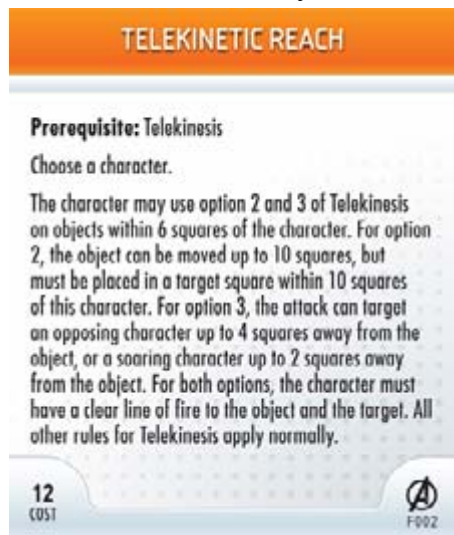 TELEKINETIC REACH
Prerequisite: Telekinesis
Choose a character.
The character may use option 2 and 3 of Telekinesis
on objects within 6 squares of the character. For option
2, the object can be moved up to 10 squares, but
must be placed in a target square within 10 squares
of this character. For option 3, the attack can target
an opposing character up to 4 squares away from the
object, or a soaring character up to 2 squares away
from the object. For both options, the character must
have a clear line of fire to the object and the target. All
other rules for Telekinesis apply normally.
12
COST
F002